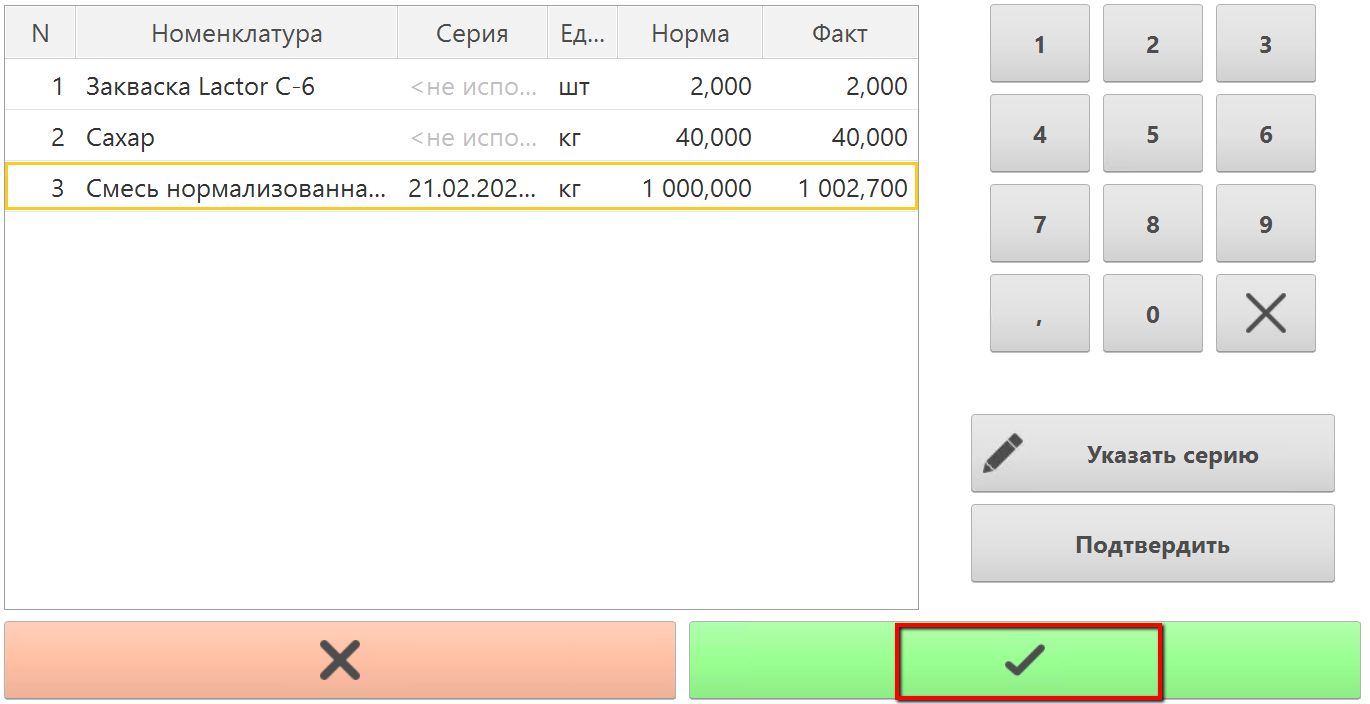 N Номенклатура Серия Ед... Норма Факт
1 Закваска Lactor C-6 <не испо... шт 2,000 2,000
2 Сахар <не испо... кг 40,000 40,000
3 Смесь нормализованна... 21.02.202... кг 1 000,000 1 002,700
1 2 3
4 5 6
7 8 9
, 0
Указать серию
Подтвердить